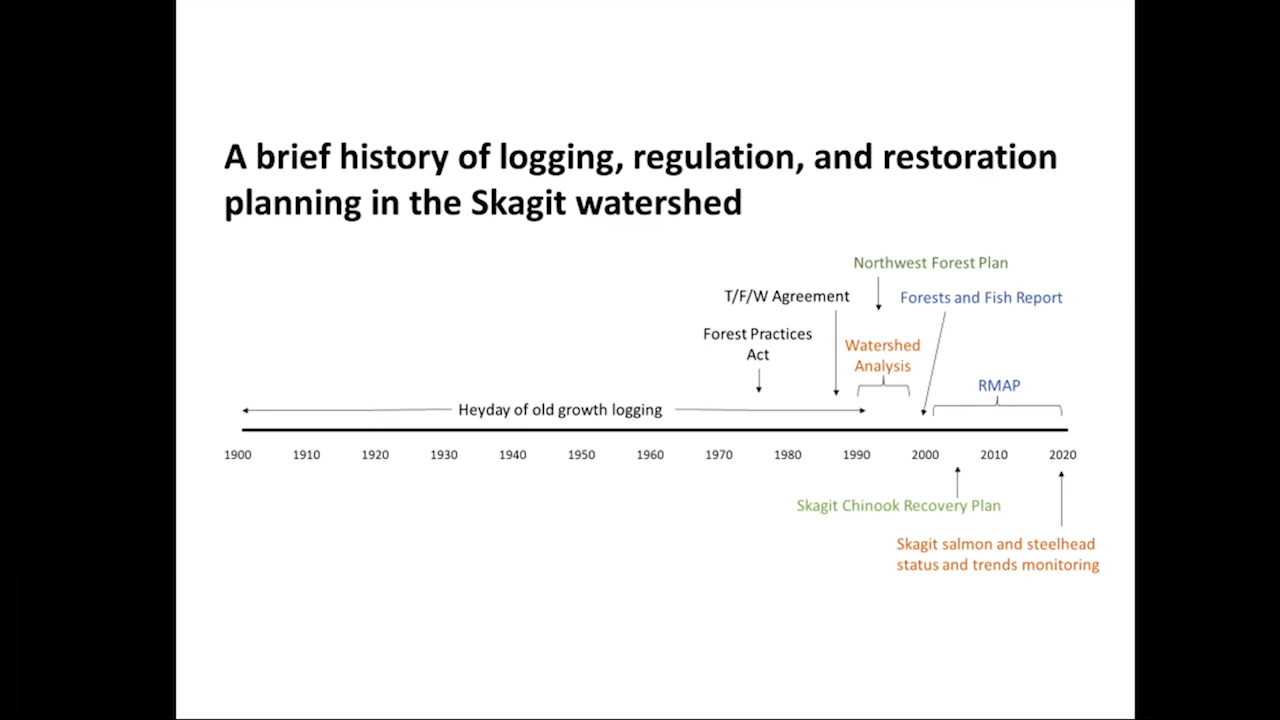 A brief history of logging, regulation, and restoration
planning in the Skagit watershed
Northwest Forest Plan
T/F/W Agreement
Forests and Fish Report
Forest Practices
Act
Watershed
Analysis
RMAP
Heyday of old growth logging
1900 1910 1920 1930 1940 1950 1960 1970 1980 1990 2000 2010 2020
Skagit Chinook Recovery Plan
Skagit salmon and steelhead
status and trends monitoring